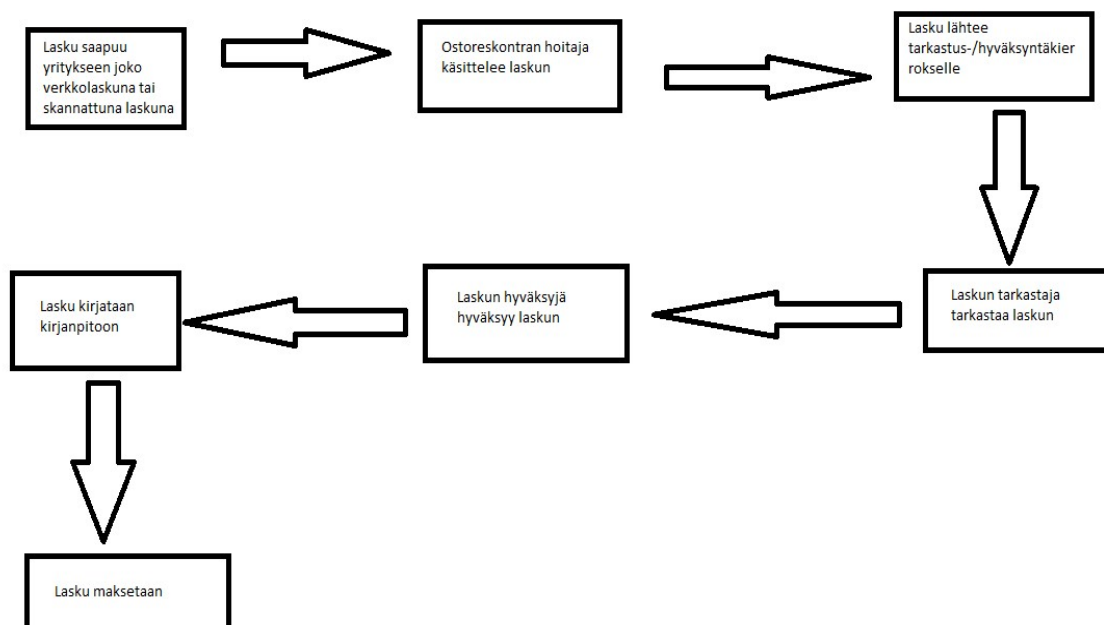 Lasku saapuu
yritykseen joko
verkkolaskuna tai
skannattuna laskuna
Ostoreskontran hoitaja
käsittelee laskun
Lasku lähtee
tarkastus-/hyväksyntäkier
rokselle
Laskun tarkastaja
tarkastaa laskun
Laskun hyväksyjä
hyväksyy laskun
Lasku kirjataan
kirjanpitoon
Lasku maksetaan